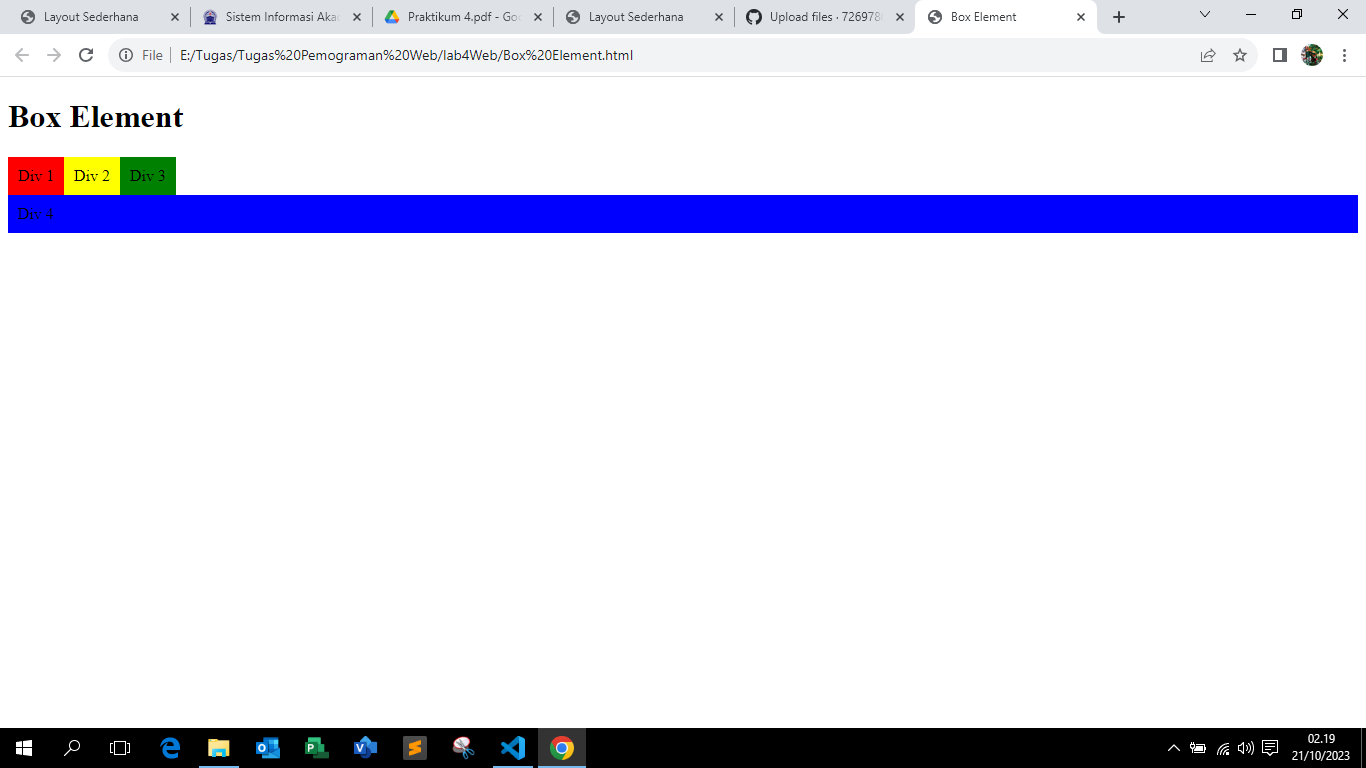 Layout Sederhana
Sistem Informasi Aka
Praktikum 4.pdf - Goo
Layout Sederhana
Upload files · 726978
Box Element
File
E:/Tugas/Tugas%20Pemograman%20Web/lab4Web/Box%20Element.html
Box Element
Div 1 Div 2 Div 3
Div 4
02.19
21/10/2023